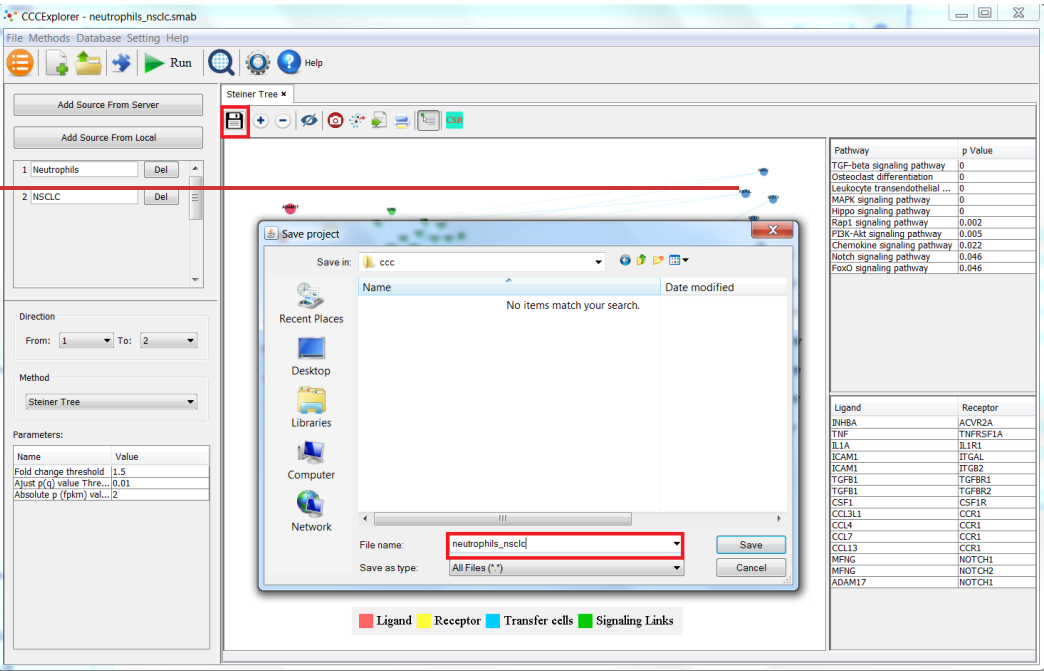 CCCExplorer - neutrophils_nsclc.smab
File Methods Database Setting Help
Run
Help
Add Source From Server
Add Source From Local
1 Neutrophils Del
2 NSCLC Del
Direction
From: 1 To: 2
Method
Steiner Tree
Parameters:
Name Value
Fold change threshold 1.5
Ajust p(q) value Thre... 0.01
Absolute p (fpkm) val... 2
Steiner Tree
CSB
Save project
Save in: ccc
Name Date modified
No items match your search.
Recent Places
Desktop
Libraries
Computer
Network
File name: neutrophils_nsclc
Save as type: All Files (*.*)
Save
Cancel
Ligand Receptor Transfer cells Signaling Links
Pathway p Value
TGF-beta signaling pathway 0
Osteoclast differentiation 0
Leukocyte transendothelial ... 0
MAPK signaling pathway 0
Hippo signaling pathway 0
Rap1 signaling pathway 0.002
PI3K-Akt signaling pathway 0.005
Chemokine signaling pathway 0.022
Notch signaling pathway 0.046
FoxO signaling pathway 0.046
Ligand Receptor
INHBA ACVR2A
TNF TNFRSF1A
IL1A IL1R1
ICAM1 ITGAL
ICAM1 ITGB2
TGFB1 TGFBR1
TGFB1 TGFBR2
CSF1 CSF1R
CCL3L1 CCR1
CCL4 CCR1
CCL7 CCR1
CCL13 CCR1
MFNG NOTCH1
MFNG NOTCH2
ADAM17 NOTCH1